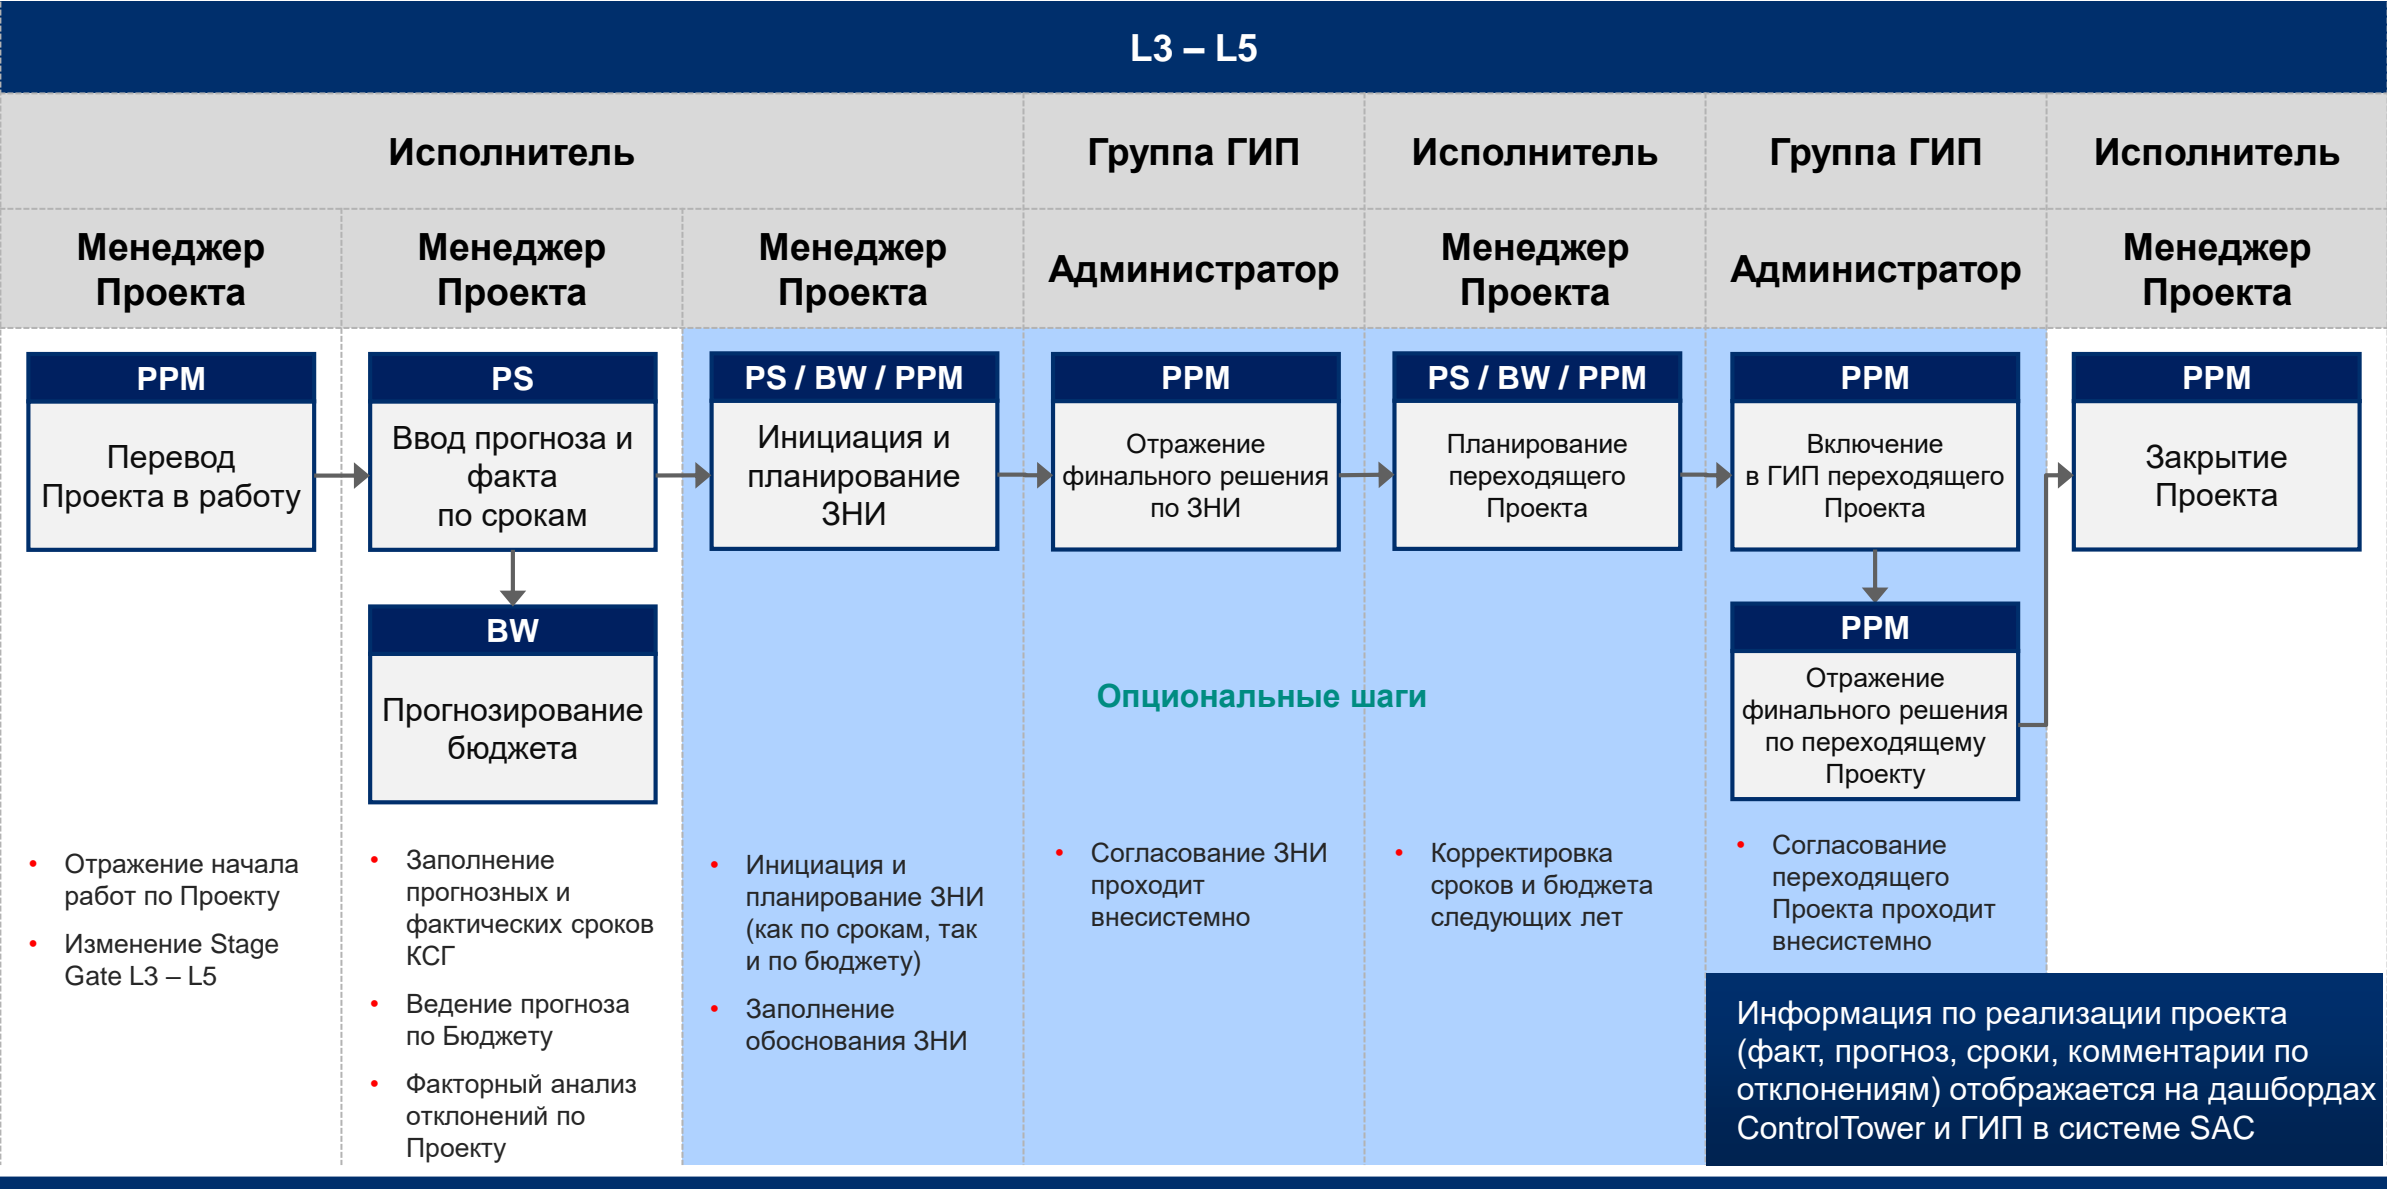 L3 – L5
Исполнитель
Группа ГИП
Исполнитель
Группа ГИП
Исполнитель
Менеджер
Проекта
Менеджер
Проекта
Менеджер
Проекта
Администратор
Менеджер
Проекта
Администратор
Менеджер
Проекта
PPM
Перевод
Проекта в работу
PS
Ввод прогноза и
факта
по срокам
PS / BW / PPM
Инициация и
планирование
ЗНИ
PPM
Отражение
финального решения
по ЗНИ
PS / BW / PPM
Планирование
переходящего
Проекта
PPM
Включение
в ГИП переходящего
Проекта
PPM
Закрытие
Проекта
BW
Прогнозирование
бюджета
Опциональные шаги
PPM
Отражение
финального решения
по переходящему
Проекту
• Отражение начала
работ по Проекту
• Изменение Stage
Gate L3 – L5
• Заполнение
прогнозных и
фактических сроков
КСГ
• Ведение прогноза
по Бюджету
• Факторный анализ
отклонений по
Проекту
• Инициация и
планирование ЗНИ
(как по срокам, так
и по бюджету)
• Заполнение
обоснования ЗНИ
• Согласование ЗНИ
проходит
внесистемно
• Корректировка
сроков и бюджета
следующих лет
• Согласование
переходящего
Проекта проходит
внесистемно
Информация по реализации проекта
(факт, прогноз, сроки, комментарии по
отклонениям) отображается на дашбордах
ControlTower и ГИП в системе SAC